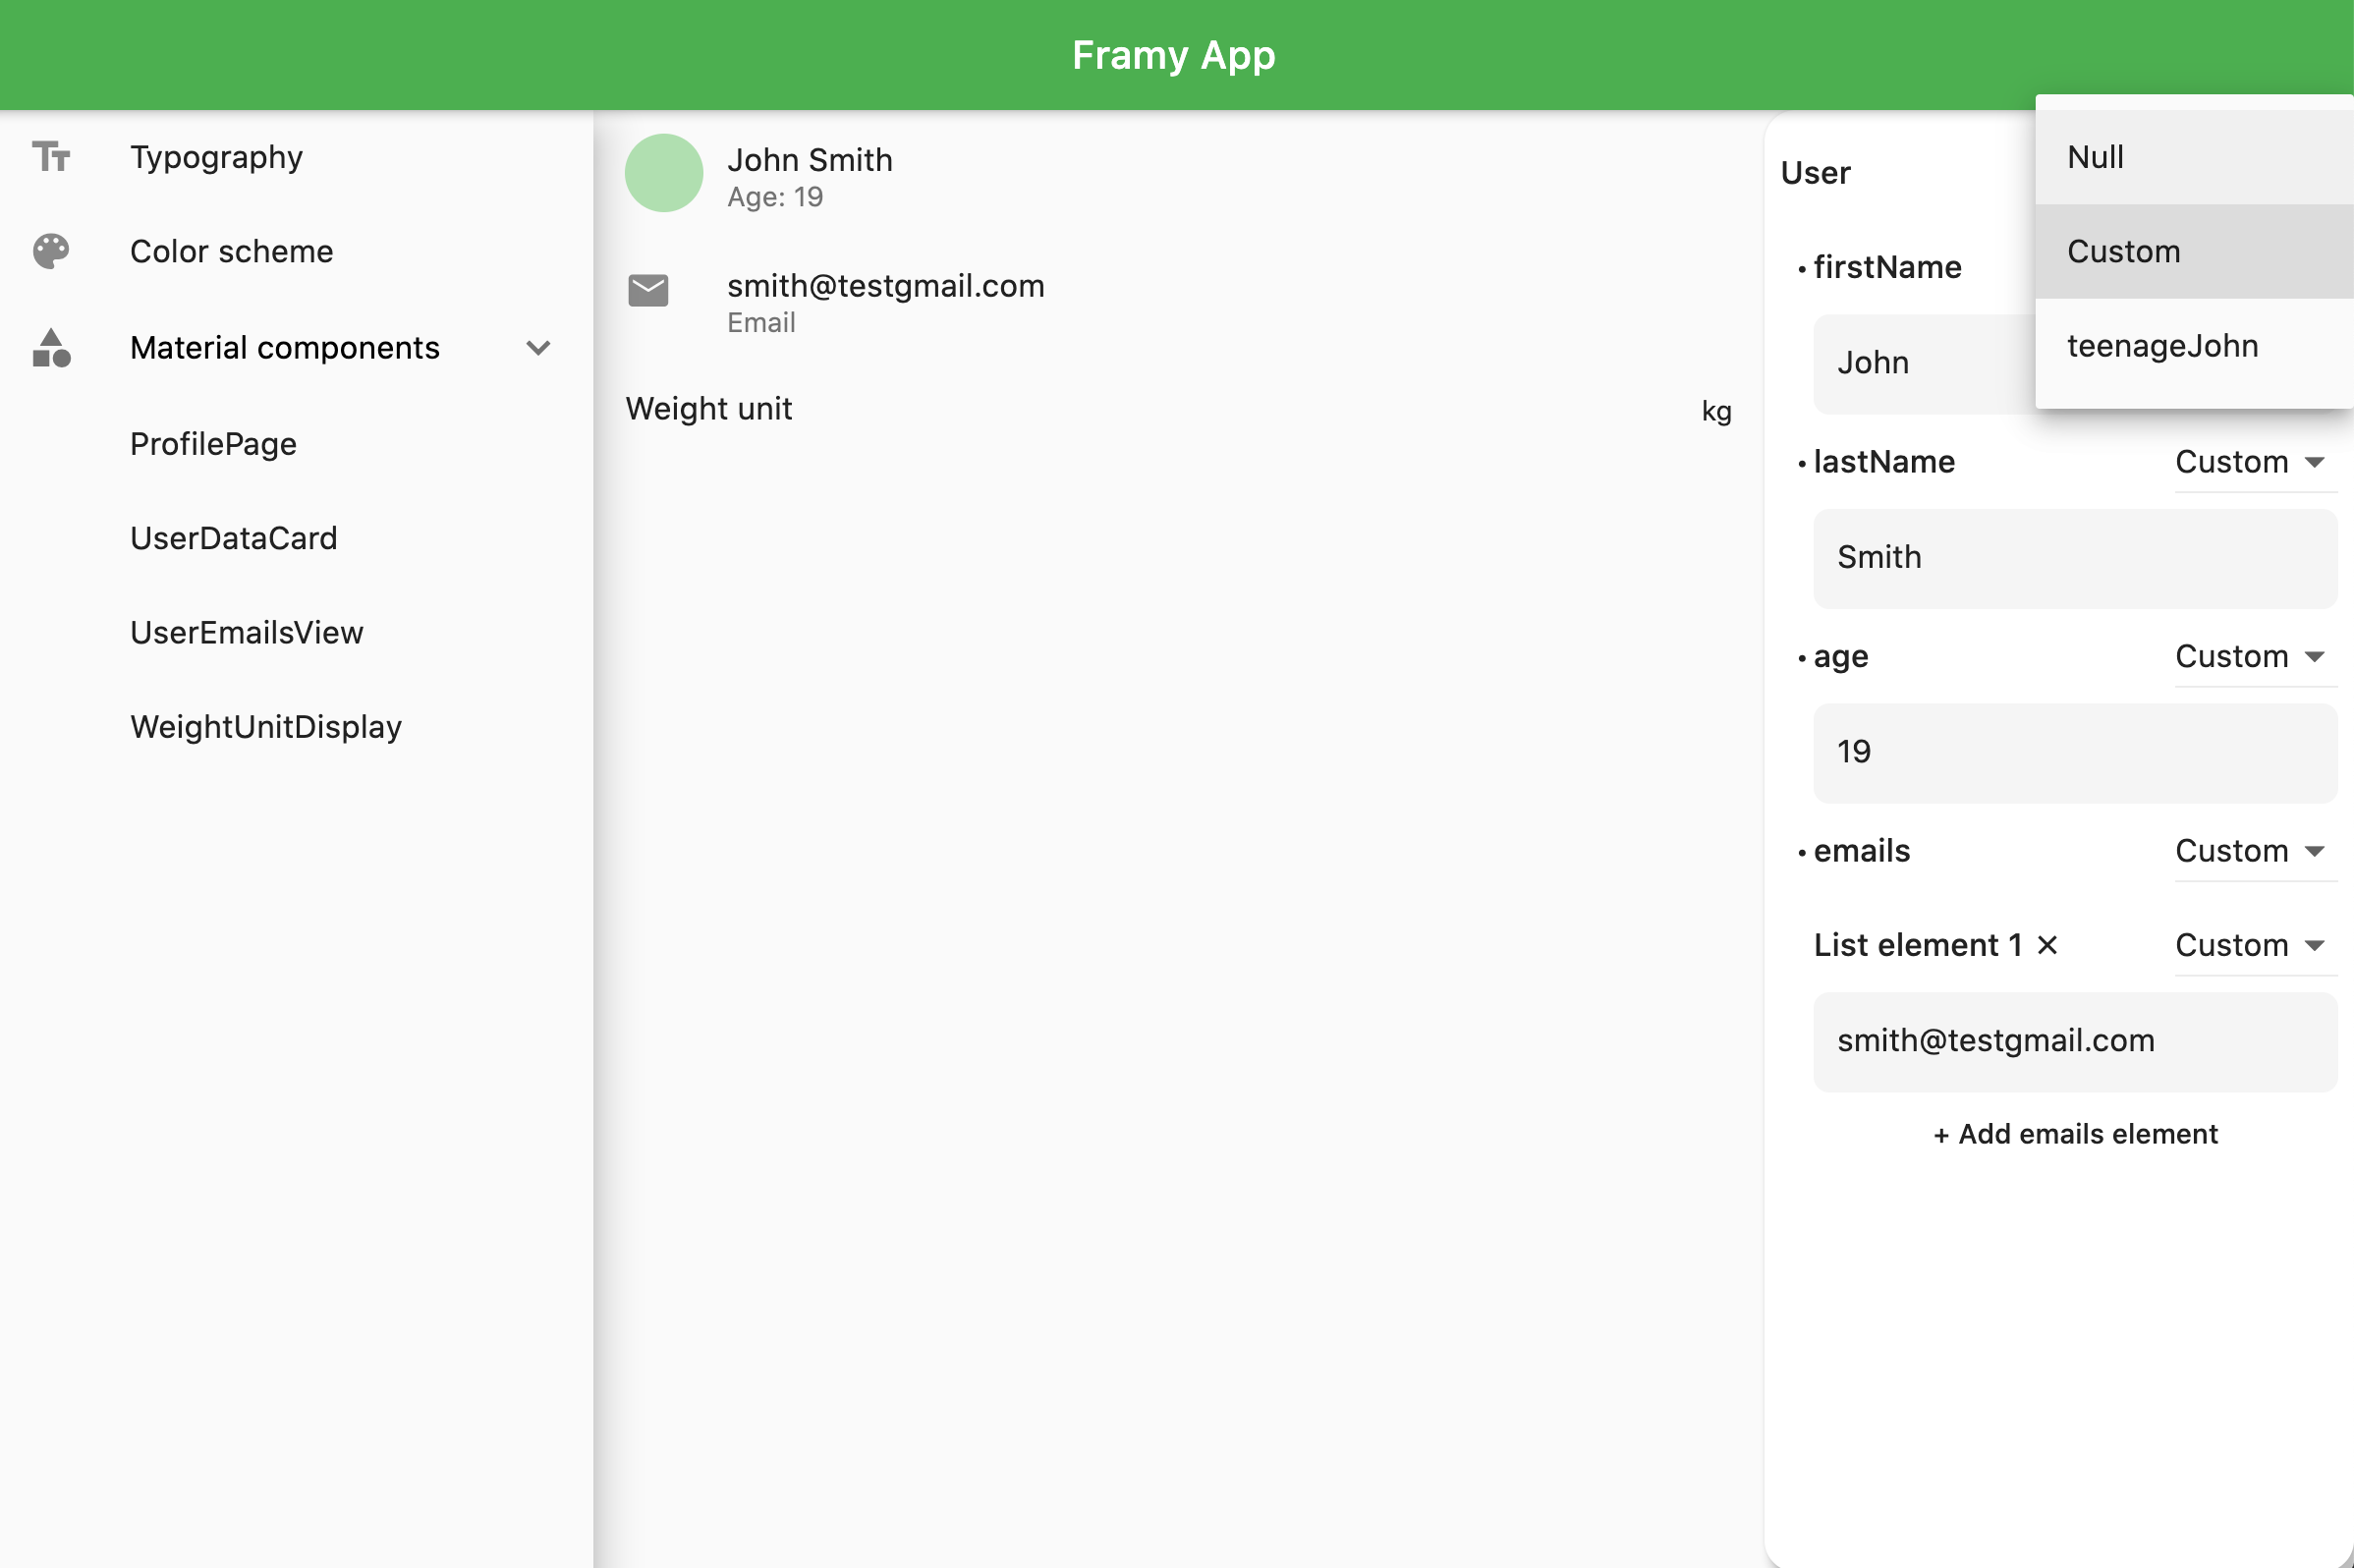 Framy App
Typography
Color scheme
Material components
ProfilePage
UserDataCard
UserEmailsView
WeightUnitDisplay
John Smith
Age: 19
smith@testgmail.com
Email
Weight unit kg
User
Null
Custom
teenageJohn
• firstName
John
• lastName Custom
Smith
• age Custom
19
• emails Custom
List element 1 × Custom
smith@testgmail.com
+ Add emails element